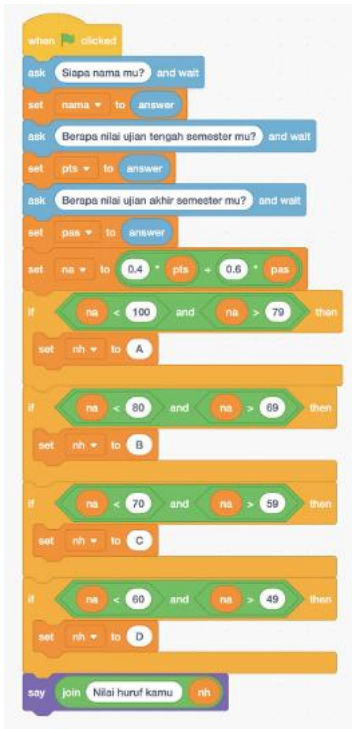 when clicked
ask Siapa nama mu? and wait
set nama to answer
ask Berapa nilai ujian tengah semester mu? and wait
set pts to answer
ask Berapa nilai ujian akhir semester mu? and wait
set pas to answer
set na to 0.4 * pts + 0.6 * pas
if na < 100 and na > 79 then
set nh to A
if na < 80 and na > 69 then
set nh to B
if na < 70 and na > 59 then
set nh to C
if na < 60 and na > 49 then
set nh to D
say join Nilai huruf kamu nh